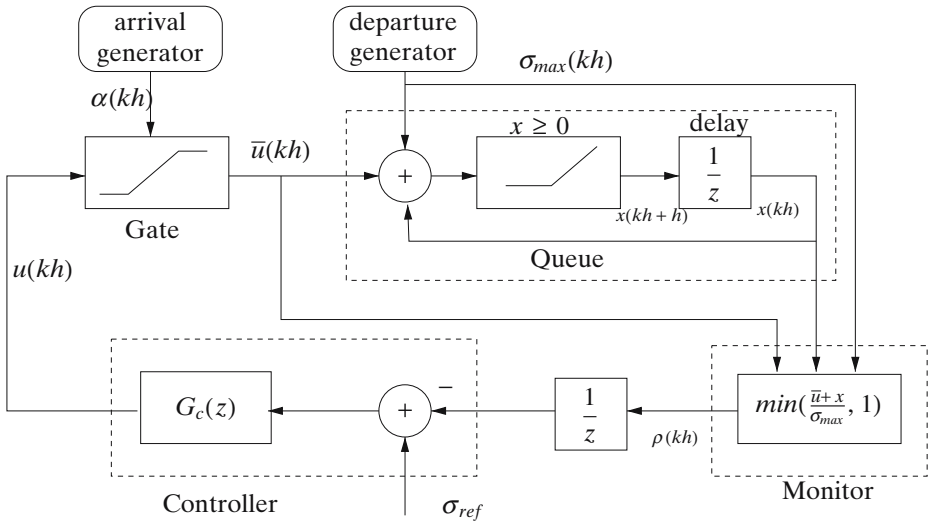 arrival
generator
departure
generator
σ_max(kh)
α(kh)
x ≥ 0
delay
ū(kh)
+
1/z
x(kh + h)
x(kh)
Gate
Queue
u(kh)
G_c(z)
−
+
1/z
ρ(kh)
min((ū+x)/σ_max, 1)
Controller
σ_ref
Monitor